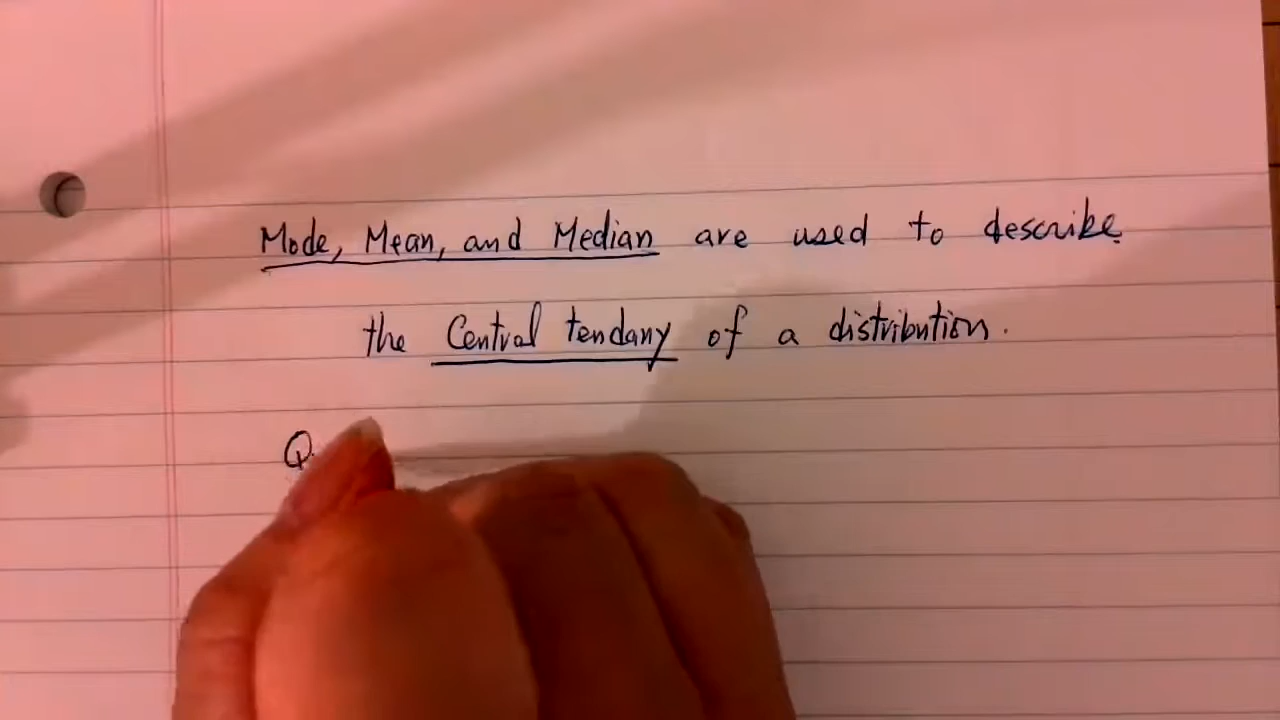 Mode, Mean, and Median are used to describe
the Central tendany of a distribution.
Q